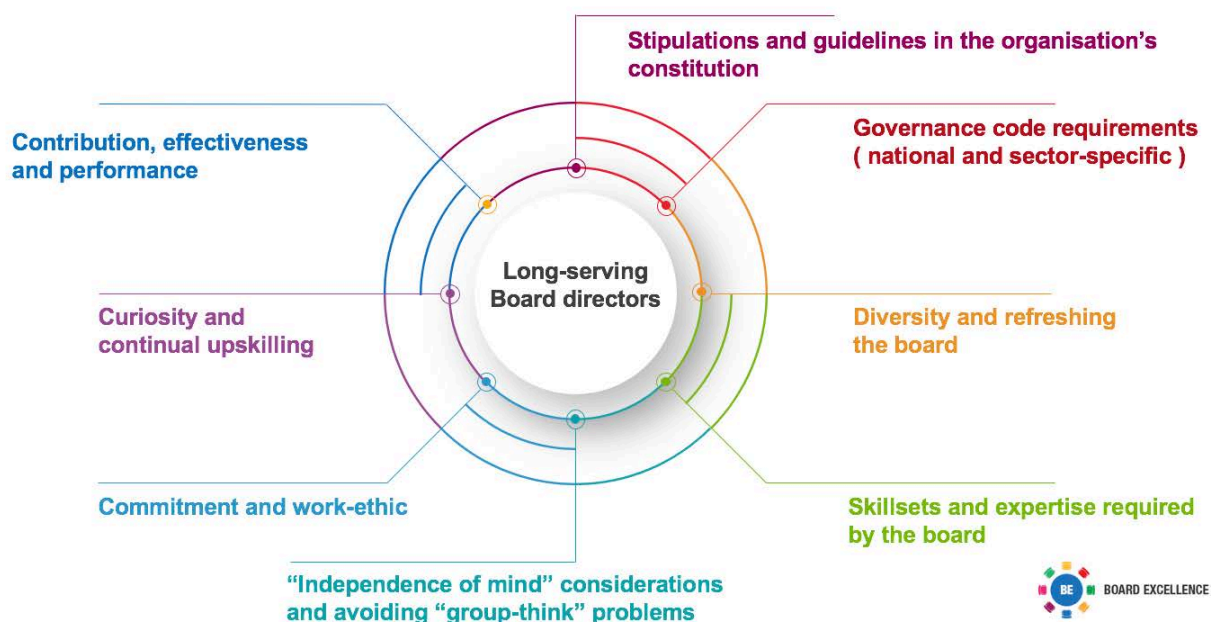 Stipulations and guidelines in the organisation's
constitution
Governance code requirements
( national and sector-specific )
Diversity and refreshing
the board
Skillsets and expertise required
by the board
“Independence of mind” considerations
and avoiding “group-think” problems
Commitment and work-ethic
Curiosity and
continual upskilling
Contribution, effectiveness
and performance
Long-serving
Board directors
BE
BOARD EXCELLENCE